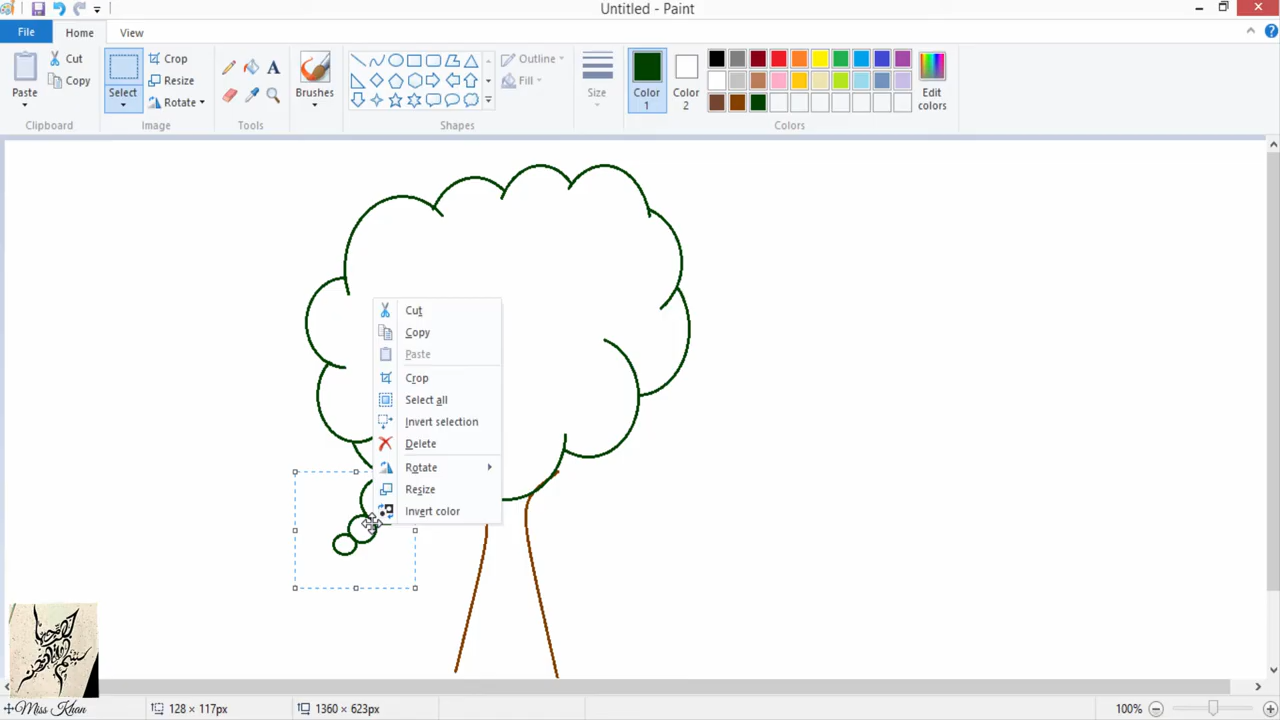 Untitled - Paint
File
Home
View
Paste
Cut
Copy
Clipboard
Select
Crop
Resize
Rotate
Image
Tools
Brushes
Outline
Fill
Shapes
Size
Color 1
Color 2
Edit colors
Colors
Cut
Copy
Paste
Crop
Select all
Invert selection
Delete
Rotate
Resize
Invert color
Miss Khan
128 × 117px
1360 × 623px
100%